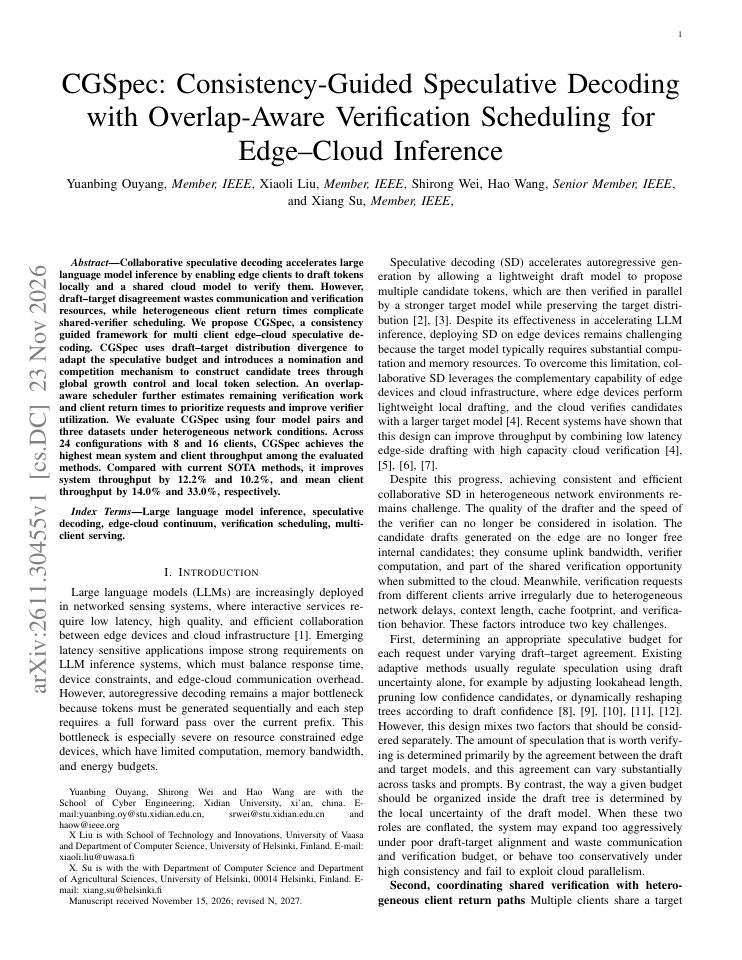 1
CGSpec: Consistency-Guided Speculative Decoding
with Overlap-Aware Verification Scheduling for
Edge–Cloud Inference
Yuanbing Ouyang, Member, IEEE, Xiaoli Liu, Member, IEEE, Shirong Wei, Hao Wang, Senior Member, IEEE,
and Xiang Su, Member, IEEE,
arXiv:2611.30455v1 [cs.DC] 23 Nov 2026
Abstract—Collaborative speculative decoding accelerates large
language model inference by enabling edge clients to draft tokens
locally and a shared cloud model to verify them. However,
draft–target disagreement wastes communication and verification
resources, while heterogeneous client return times complicate
shared-verifier scheduling. We propose CGSpec, a consistency
guided framework for multi client edge–cloud speculative de-
coding. CGSpec uses draft–target distribution divergence to
adapt the speculative budget and introduces a nomination and
competition mechanism to construct candidate trees through
global growth control and local token selection. An overlap-
aware scheduler further estimates remaining verification work
and client return times to prioritize requests and improve verifier
utilization. We evaluate CGSpec using four model pairs and
three datasets under heterogeneous network conditions. Across
24 configurations with 8 and 16 clients, CGSpec achieves the
highest mean system and client throughput among the evaluated
methods. Compared with current SOTA methods, it improves
system throughput by 12.2% and 10.2%, and mean client
throughput by 14.0% and 33.0%, respectively.
Index Terms—Large language model inference, speculative
decoding, edge-cloud continuum, verification scheduling, multi-
client serving.
I. INTRODUCTION
Large language models (LLMs) are increasingly deployed
in networked sensing systems, where interactive services re-
quire low latency, high quality, and efficient collaboration
between edge devices and cloud infrastructure [1]. Emerging
latency sensitive applications impose strong requirements on
LLM inference systems, which must balance response time,
device constraints, and edge-cloud communication overhead.
However, autoregressive decoding remains a major bottleneck
because tokens must be generated sequentially and each step
requires a full forward pass over the current prefix. This
bottleneck is especially severe on resource constrained edge
devices, which have limited computation, memory bandwidth,
and energy budgets.
Yuanbing Ouyang, Shirong Wei and Hao Wang are with the
School of Cyber Engineering, Xidian University, xi'an, china. E-
mail:yuanbing.oy@stu.xidian.edu.cn, srwei@stu.xidian.edu.cn and
haow@ieee.org
X Liu is with School of Technology and Innovations, University of Vaasa
and Department of Computer Science, University of Helsinki, Finland. E-mail:
xiaoli.liu@uwasa.fi
X. Su is with the with Department of Computer Science and Department
of Agricultural Sciences, University of Helsinki, 00014 Helsinki, Finland. E-
mail: xiang.su@helsinki.fi
Manuscript received November 15, 2026; revised N, 2027.
Speculative decoding (SD) accelerates autoregressive gen-
eration by allowing a lightweight draft model to propose
multiple candidate tokens, which are then verified in parallel
by a stronger target model while preserving the target distri-
bution [2], [3]. Despite its effectiveness in accelerating LLM
inference, deploying SD on edge devices remains challenging
because the target model typically requires substantial compu-
tation and memory resources. To overcome this limitation, col-
laborative SD leverages the complementary capability of edge
devices and cloud infrastructure, where edge devices perform
lightweight local drafting, and the cloud verifies candidates
with a larger target model [4]. Recent systems have shown that
this design can improve throughput by combining low latency
edge-side drafting with high capacity cloud verification [4],
[5], [6], [7].
Despite this progress, achieving consistent and efficient
collaborative SD in heterogeneous network environments re-
mains challenge. The quality of the drafter and the speed of
the verifier can no longer be considered in isolation. The
candidate drafts generated on the edge are no longer free
internal candidates; they consume uplink bandwidth, verifier
computation, and part of the shared verification opportunity
when submitted to the cloud. Meanwhile, verification requests
from different clients arrive irregularly due to heterogeneous
network delays, context length, cache footprint, and verifica-
tion behavior. These factors introduce two key challenges.
First, determining an appropriate speculative budget for
each request under varying draft–target agreement. Existing
adaptive methods usually regulate speculation using draft
uncertainty alone, for example by adjusting lookahead length,
pruning low confidence candidates, or dynamically reshaping
trees according to draft confidence [8], [9], [10], [11], [12].
However, this design mixes two factors that should be consid-
ered separately. The amount of speculation that is worth verify-
ing is determined primarily by the agreement between the draft
and target models, and this agreement can vary substantially
across tasks and prompts. By contrast, the way a given budget
should be organized inside the draft tree is determined by
the local uncertainty of the draft model. When these two
roles are conflated, the system may expand too aggressively
under poor draft-target alignment and waste communication
and verification budget, or behave too conservatively under
high consistency and fail to exploit cloud parallelism.
Second, coordinating shared verification with hetero-
geneous client return paths Multiple clients share a target